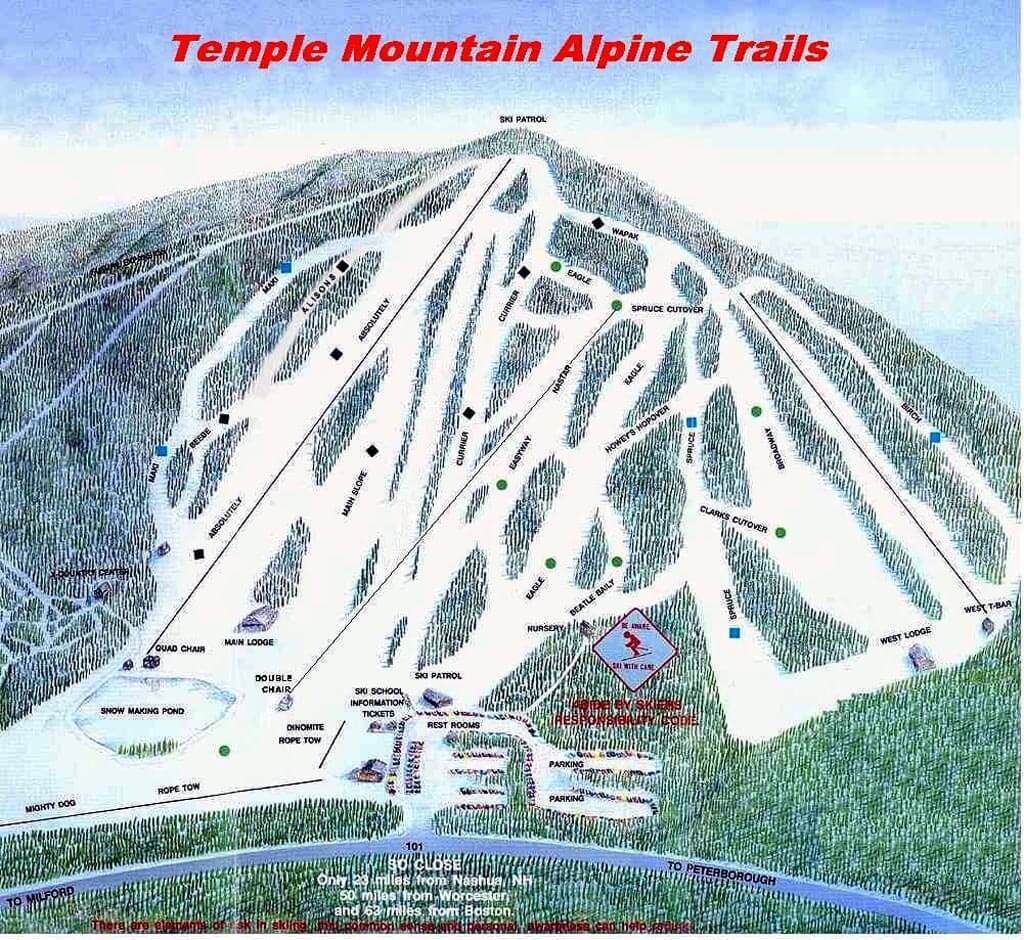 Temple Mountain Alpine Trails
SKI PATROL
WAPAK
EAGLE
MAKI
ALISONS
CURRIER
SPRUCE CUTOVER
ABSOLUTELY
NASTAR
EAGLE
BIRCH
HOWEY'S HOPOVER
BEEBE
CURRIER
EASYWAY
SPRUCE
BROADWAY
MAKI
MAIN SLOPE
ABSOLUTELY
CLARKS CUTOVER
X-COUNTRY CENTER
EAGLE
BEATLE BAILY
SPRUCE
WEST T-BAR
NURSERY
BE AWARE
SKI WITH CARE
WEST LODGE
MAIN LODGE
QUAD CHAIR
SKI PATROL
DOUBLE
CHAIR
SKI SCHOOL
INFORMATION
TICKETS
SNOW MAKING POND
ABIDE BY SKIERS
RESPONSIBILITY CODE
DINOMITE
ROPE TOW
REST ROOMS
PARKING
ROPE TOW
PARKING
MIGHTY DOG
101
TO PETERBOROUGH
TO MILFORD
SO CLOSE
Only 23 miles from Nashua, NH
50 miles from Worcester,
and 63 miles from Boston.
There are elements of risk in skiing that common sense and personal awareness can help reduce.